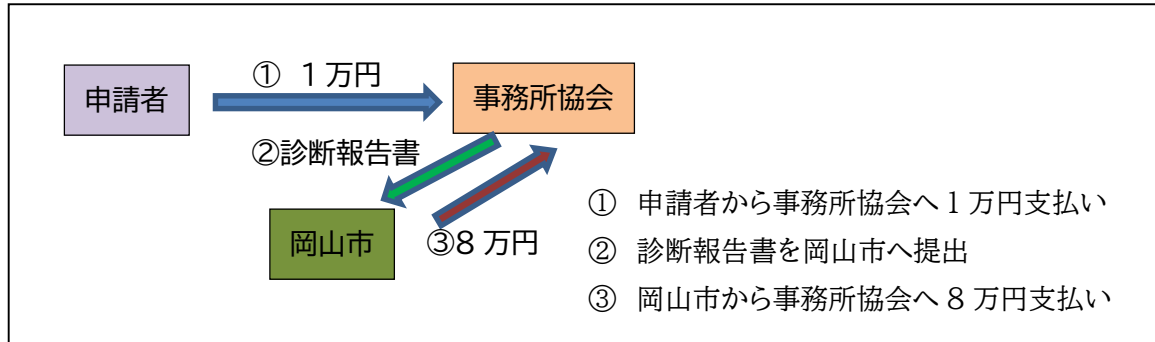 ① １万円
申請者
事務所協会
②診断報告書
岡山市
③８万円
① 申請者から事務所協会へ１万円支払い
② 診断報告書を岡山市へ提出
③ 岡山市から事務所協会へ８万円支払い